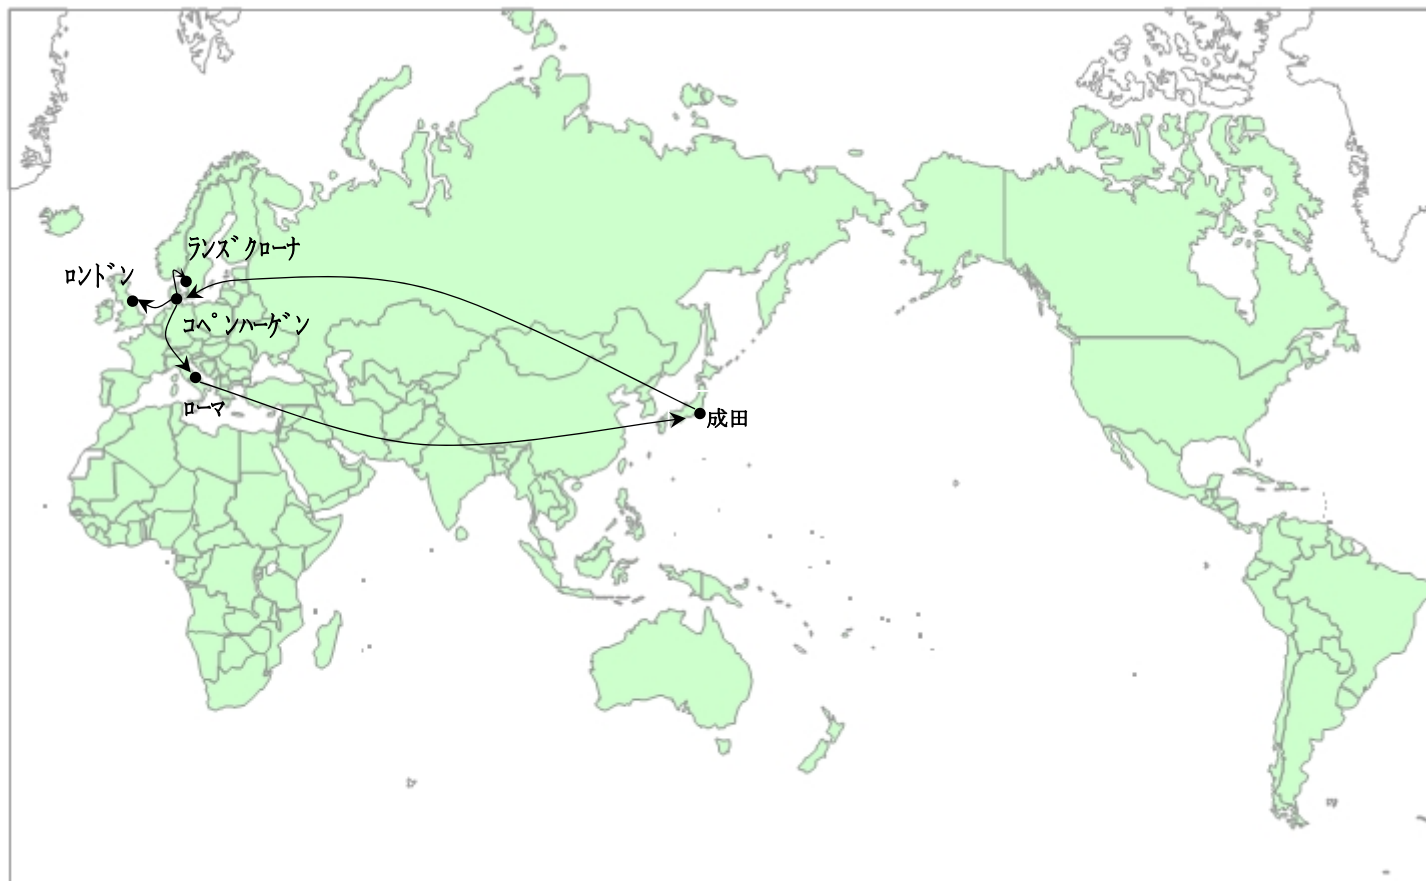 ランズクローナ
ロンドン
コペンハーゲン
ローマ
成田